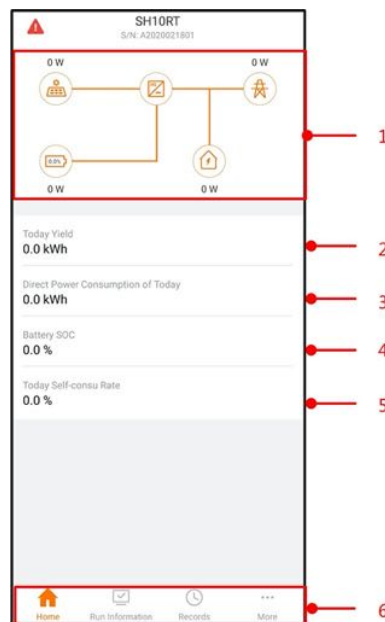 SH10RT
S/N: A2020021801
0 W
0 W
0.0%
0 W
0 W
1
Today Yield
0.0 kWh
2
Direct Power Consumption of Today
0.0 kWh
3
Battery SOC
0.0 %
4
Today Self-consu Rate
0.0 %
5
Home
Run Information
Records
More
6